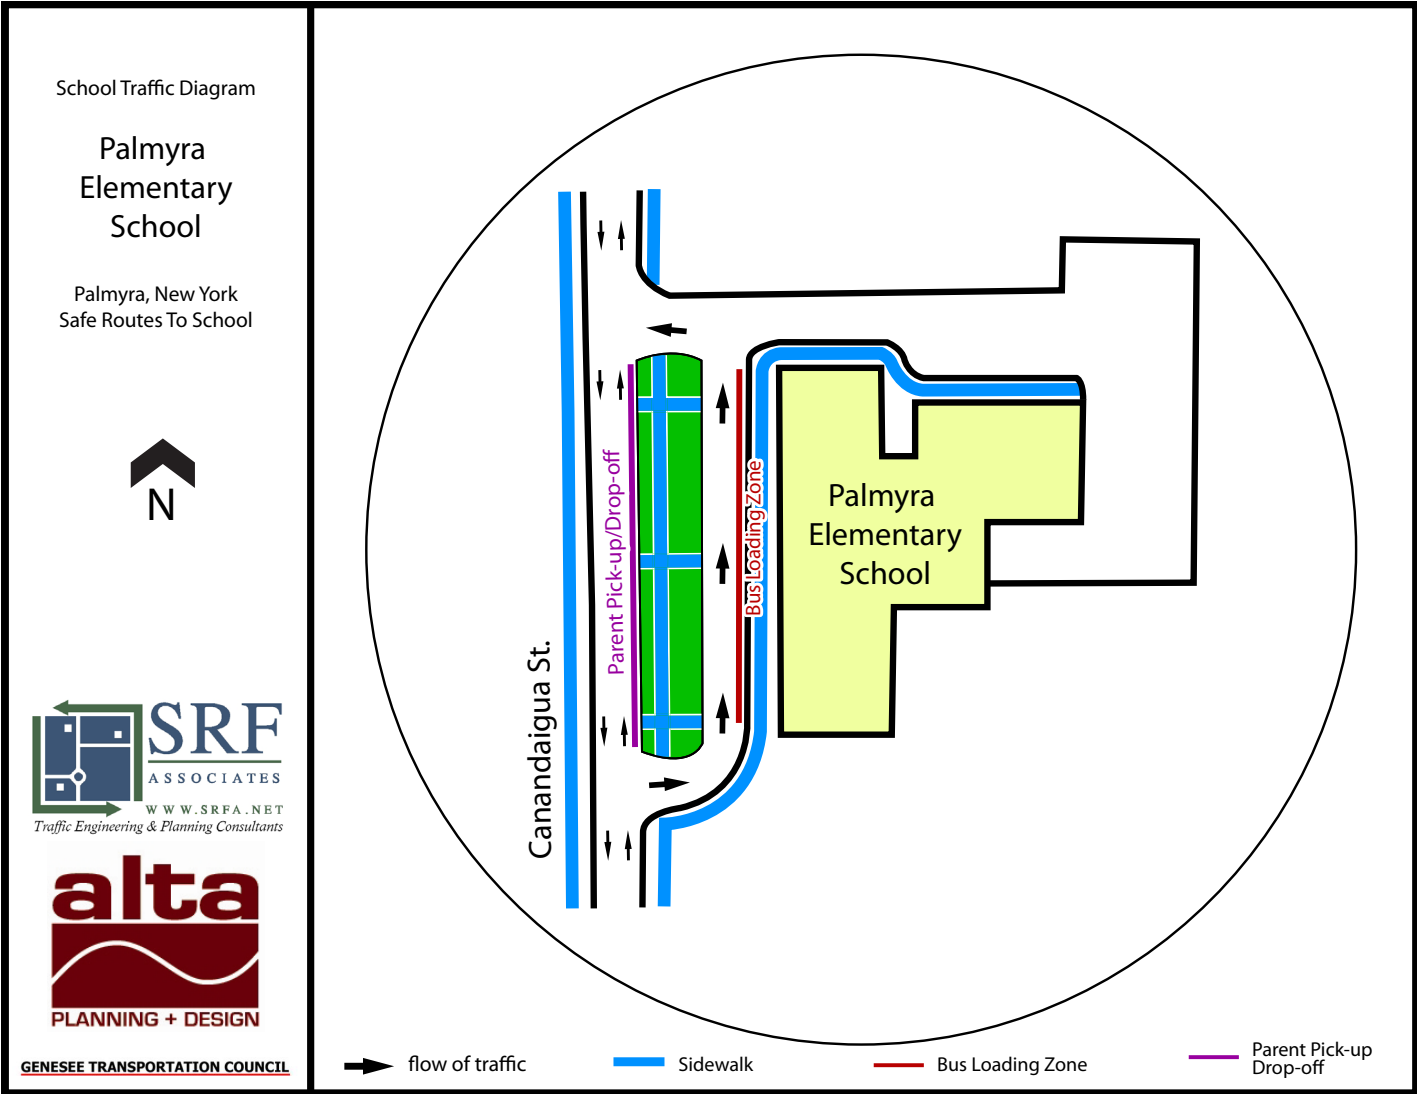 School Traffic Diagram
Palmyra
Elementary
School
Palmyra, New York
Safe Routes To School
N
SRF
ASSOCIATES
WWW.SRFA.NET
Traffic Engineering & Planning Consultants
alta
PLANNING + DESIGN
GENESEE TRANSPORTATION COUNCIL
Canandaigua St.
Parent Pick-up/Drop-off
Bus Loading Zone
Palmyra
Elementary
School
flow of traffic
Sidewalk
Bus Loading Zone
Parent Pick-up
Drop-off